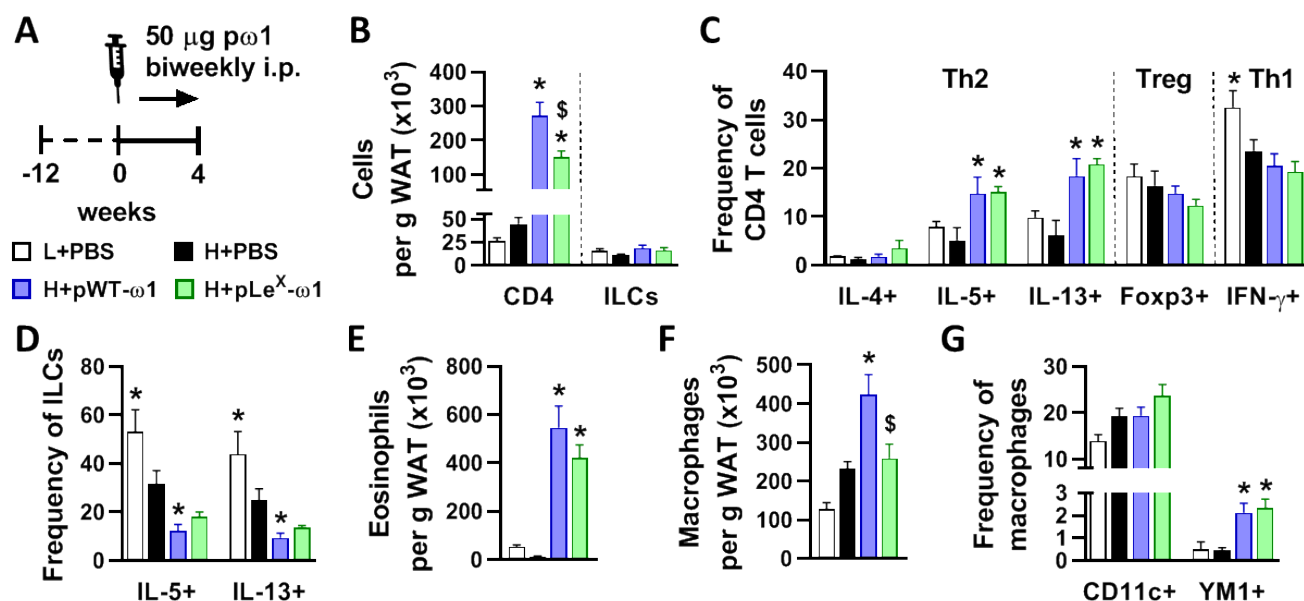 A
50 μg pω1
biweekly i.p.
-12
0
4
weeks
L+PBS
H+PBS
H+pWT-ω1
H+pLeX-ω1
B
Cells
per g WAT (x10³)
400
300
200
100
50
25
0
*
$
*
CD4
ILCs
C
Frequency of
CD4 T cells
40
30
20
10
0
Th2
Treg
Th1
* *
* *
*
IL-4+
IL-5+
IL-13+
Foxp3+
IFN-γ+
D
Frequency of ILCs
80
60
40
20
0
*
*
*
*
IL-5+
IL-13+
E
Eosinophils
per g WAT (x10³)
800
600
400
200
0
*
*
F
Macrophages
per g WAT (x10³)
500
400
300
200
100
0
*
$
G
Frequency of
macrophages
30
20
10
3
2
1
0
* *
CD11c+
YM1+